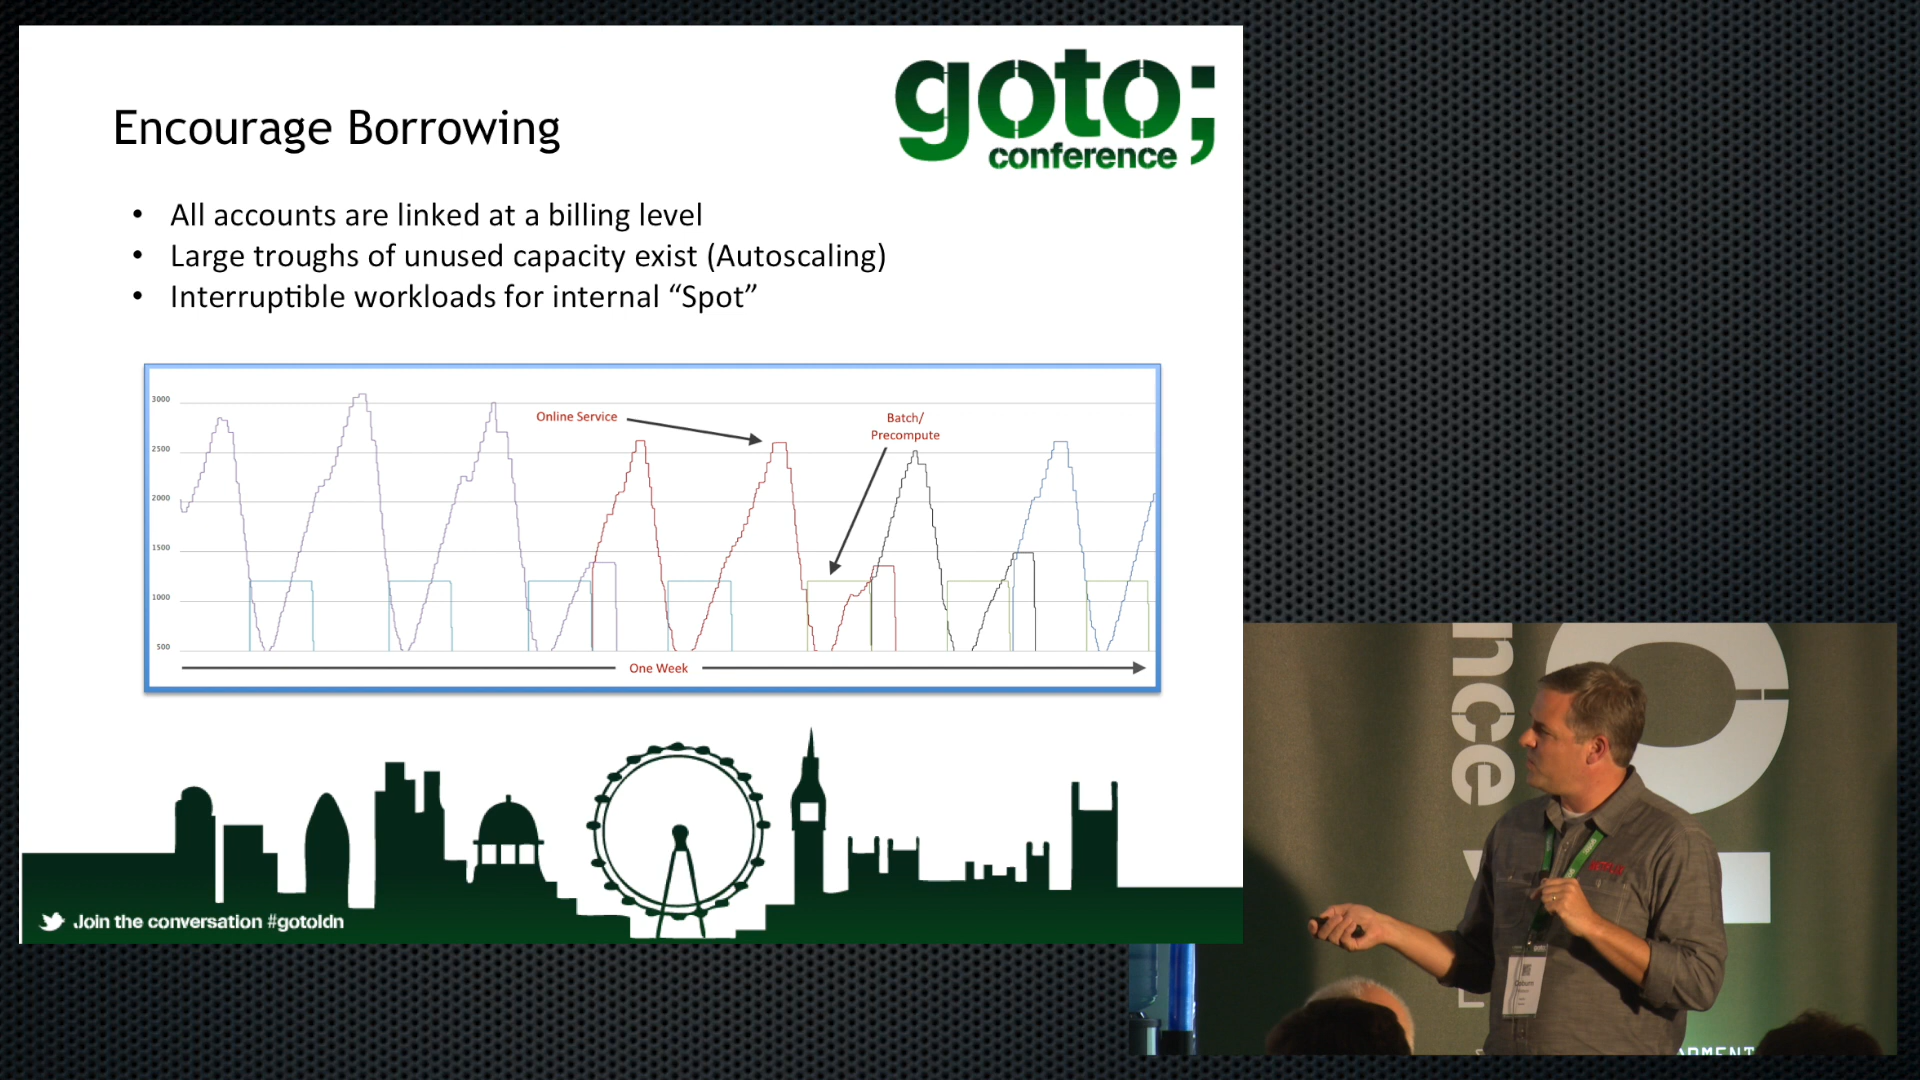 goto;
conference
Encourage Borrowing
• All accounts are linked at a billing level
• Large troughs of unused capacity exist (Autoscaling)
• Interruptible workloads for internal “Spot”
3000
2500
2000
1500
1000
500
Online Service
Batch/
Precompute
One Week
Join the conversation #gotoldn
nce